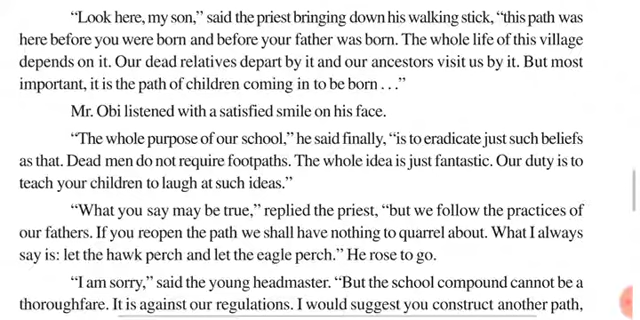 “Look here, my son,” said the priest bringing down his walking stick, “this path was
here before you were born and before your father was born. The whole life of this village
depends on it. Our dead relatives depart by it and our ancestors visit us by it. But most
important, it is the path of children coming in to be born . . .”
Mr. Obi listened with a satisfied smile on his face.
“The whole purpose of our school,” he said finally, “is to eradicate just such beliefs
as that. Dead men do not require footpaths. The whole idea is just fantastic. Our duty is to
teach your children to laugh at such ideas.”
“What you say may be true,” replied the priest, “but we follow the practices of
our fathers. If you reopen the path we shall have nothing to quarrel about. What I always
say is: let the hawk perch and let the eagle perch.” He rose to go.
“I am sorry,” said the young headmaster. “But the school compound cannot be a
thoroughfare. It is against our regulations. I would suggest you construct another path,